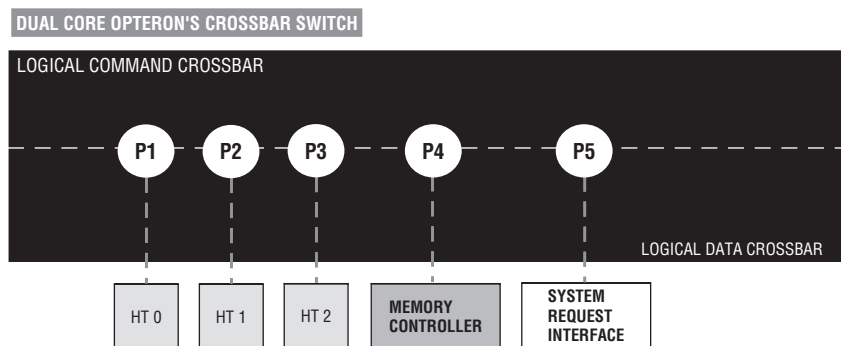 DUAL CORE OPTERON'S CROSSBAR SWITCH
LOGICAL COMMAND CROSSBAR
P1 P2 P3 P4 P5
LOGICAL DATA CROSSBAR
HT 0 HT 1 HT 2
MEMORY
CONTROLLER
SYSTEM
REQUEST
INTERFACE